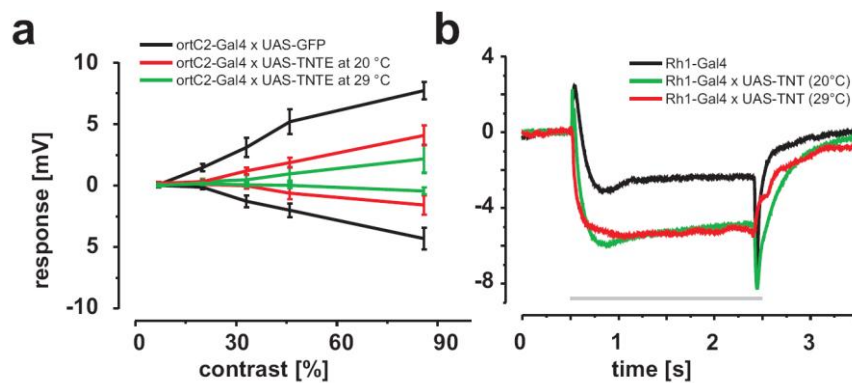 a
ortC2-Gal4 x UAS-GFP
ortC2-Gal4 x UAS-TNTE at 20 °C
ortC2-Gal4 x UAS-TNTE at 29 °C
response [mV]
10
5
0
5
-10
0
30
60
90
contrast [%]
b
Rh1-Gal4
Rh1-Gal4 x UAS-TNT (20°C)
Rh1-Gal4 x UAS-TNT (29°C)
4
0
-4
-8
0
1
2
3
time [s]